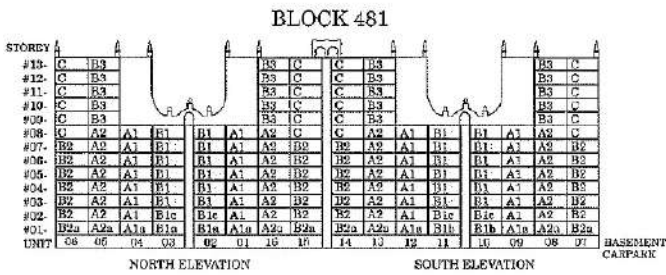 BLOCK 481
STOREY
#13- C B3 B3 C C B3 B3 C
#12- C B3 B3 C C B3 B3 C
#11- C B3 B3 C C B3 B3 C
#10- C B3 B3 C C B3 B3 C
#09- C B3 B3 C C B3 B3 C
#08- C A2 A1 B1 B1 A1 A2 C C A2 A1 B1 B1 A1 A2 C
#07- B2 A2 A1 B1 B1 A1 A2 B2 B2 A2 A1 B1 B1 A1 A2 B2
#06- B2 A2 A1 B1 B1 A1 A2 B2 B2 A2 A1 B1 B1 A1 A2 B2
#05- B2 A2 A1 B1 B1 A1 A2 B2 B2 A2 A1 B1 B1 A1 A2 B2
#04- B2 A2 A1 B1 B1 A1 A2 B2 B2 A2 A1 B1 B1 A1 A2 B2
#03- B2 A2 A1 B1 B1 A1 A2 B2 B2 A2 A1 B1 B1 A1 A2 B2
#02- B2 A2 A1 B1c B1c A1 A2 B2 B2 A2 A1 B1c B1c A1 A2 B2
#01- B2a A2a A1a B1a B1a A1a A2a B2a B2a A2a A1a B1b B1b A1a A2a B2a
UNIT 06 05 04 03 02 01 16 15 14 13 12 11 10 09 08 07 BASEMENT
CARPARK
NORTH ELEVATION SOUTH ELEVATION